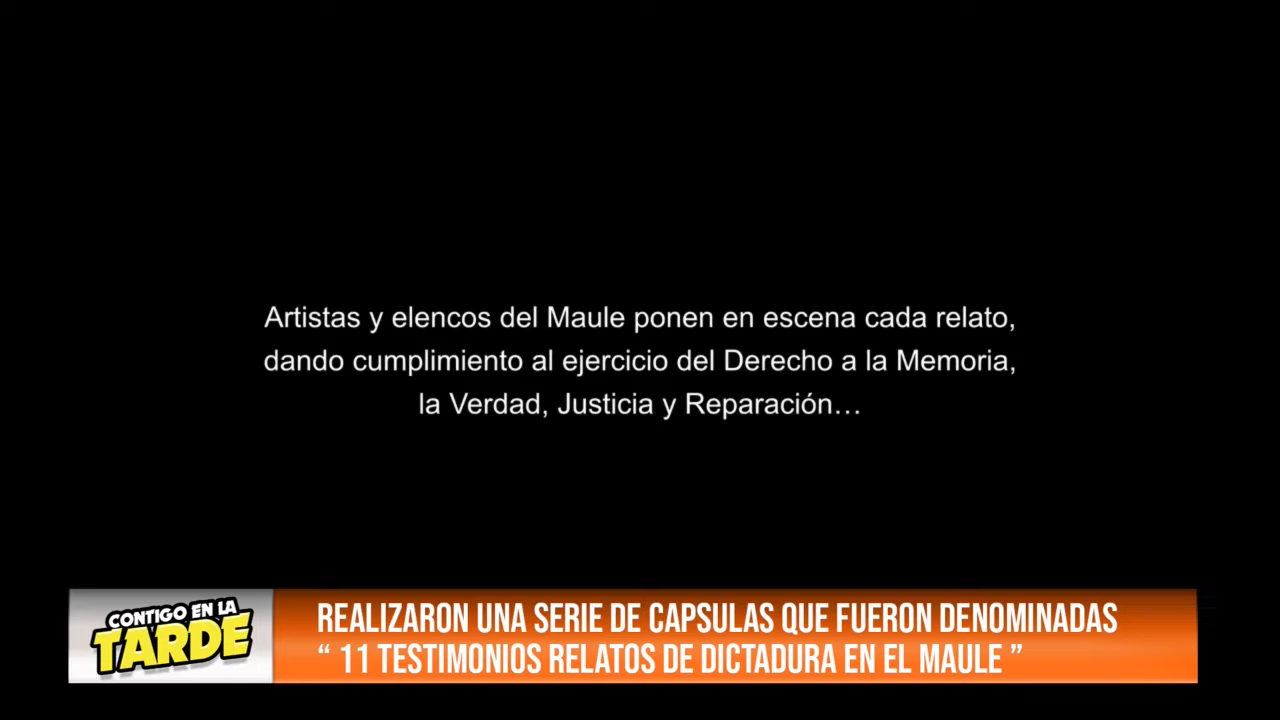 Artistas y elencos del Maule ponen en escena cada relato,
dando cumplimiento al ejercicio del Derecho a la Memoria,
la Verdad, Justicia y Reparación…
CONTIGO EN LA
TARDE
REALIZARON UNA SERIE DE CAPSULAS QUE FUERON DENOMINADAS
“ 11 TESTIMONIOS RELATOS DE DICTADURA EN EL MAULE ”